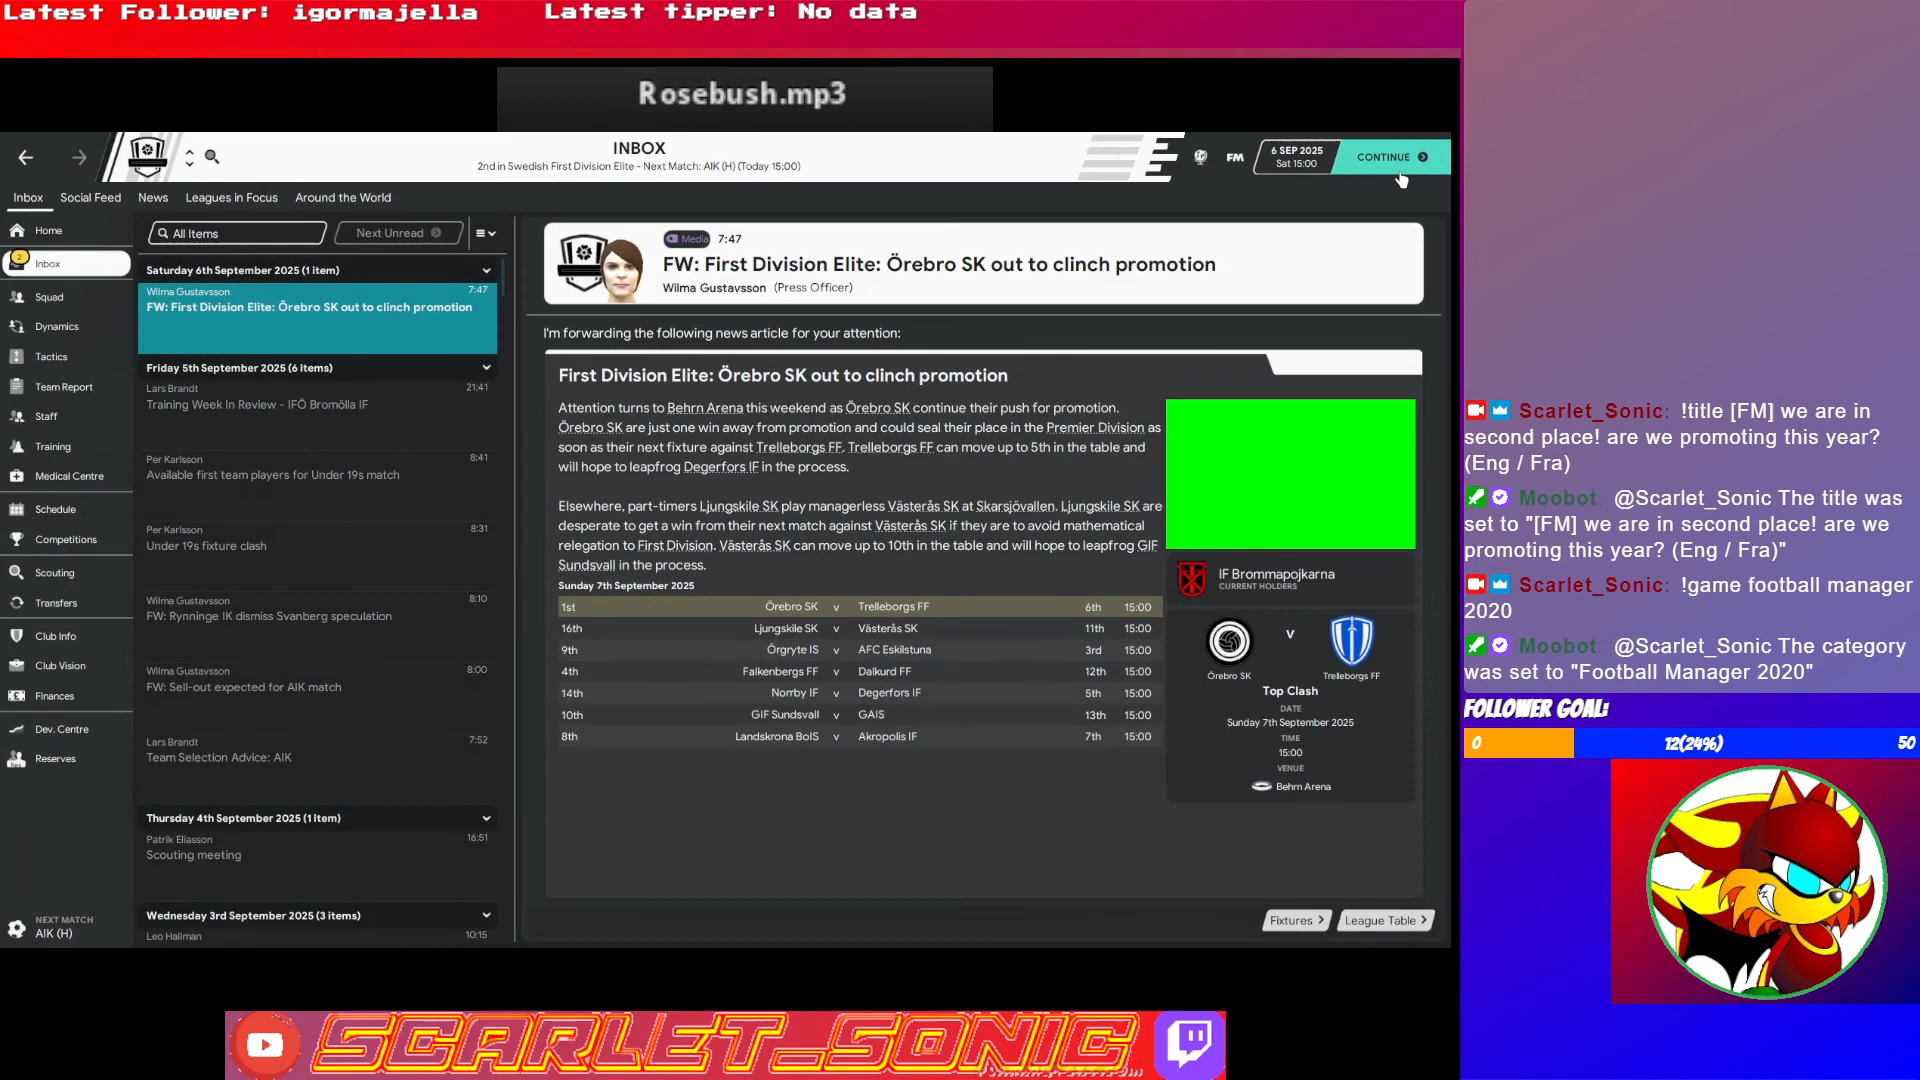 Latest Follower: igormajella
Latest tipper: No data
Rosebush.mp3
INBOX
2nd in Swedish First Division Elite - Next Match: AIK (H) (Today 15:00)
FM
6 SEP 2025
Sat 15:00
CONTINUE
Inbox
Social Feed
News
Leagues in Focus
Around the World
Home
2
Inbox
Squad
Dynamics
Tactics
Team Report
Staff
Training
Medical Centre
Schedule
Competitions
Scouting
Transfers
Club Info
Club Vision
Finances
Dev. Centre
Reserves
NEXT MATCH
AIK (H)
All Items
Next Unread
Saturday 6th September 2025 (1 item)
Wilma Gustavsson 7:47
FW: First Division Elite: Örebro SK out to clinch promotion
Friday 5th September 2025 (6 items)
Lars Brandt 21:41
Training Week In Review - IFÖ Bromölla IF
Per Karlsson 8:41
Available first team players for Under 19s match
Per Karlsson 8:31
Under 19s fixture clash
Wilma Gustavsson 8:10
FW: Rynninge IK dismiss Svanberg speculation
Wilma Gustavsson 8:00
FW: Sell-out expected for AIK match
Lars Brandt 7:52
Team Selection Advice: AIK
Thursday 4th September 2025 (1 item)
Patrik Eliasson 16:51
Scouting meeting
Wednesday 3rd September 2025 (3 items)
Leo Hallman 10:15
Media 7:47
FW: First Division Elite: Örebro SK out to clinch promotion
Wilma Gustavsson (Press Officer)
I'm forwarding the following news article for your attention:
First Division Elite: Örebro SK out to clinch promotion
Attention turns to Behrn Arena this weekend as Örebro SK continue their push for promotion.
Örebro SK are just one win away from promotion and could seal their place in the Premier Division as
soon as their next fixture against Trelleborgs FF. Trelleborgs FF can move up to 5th in the table and
will hope to leapfrog Degerfors IF in the process.
Elsewhere, part-timers Ljungskile SK play managerless Västerås SK at Skarsjövallen. Ljungskile SK are
desperate to get a win from their next match against Västerås SK if they are to avoid mathematical
relegation to First Division. Västerås SK can move up to 10th in the table and will hope to leapfrog GIF
Sundsvall in the process.
Sunday 7th September 2025
1st Örebro SK v Trelleborgs FF 6th 15:00
16th Ljungskile SK v Västerås SK 11th 15:00
9th Örgryte IS v AFC Eskilstuna 3rd 15:00
4th Falkenbergs FF v Dalkurd FF 12th 15:00
14th Norrby IF v Degerfors IF 5th 15:00
10th GIF Sundsvall v GAIS 13th 15:00
8th Landskrona BoIS v Akropolis IF 7th 15:00
IF Brommapojkarna
CURRENT HOLDERS
V
Örebro SK
Trelleborgs FF
Top Clash
DATE
Sunday 7th September 2025
TIME
15:00
VENUE
Behrn Arena
Fixtures
League Table
Scarlet_Sonic: !title [FM] we are in
second place! are we promoting this year?
(Eng / Fra)
Moobot: @Scarlet_Sonic The title was
set to "[FM] we are in second place! are we
promoting this year? (Eng / Fra)"
Scarlet_Sonic: !game football manager
2020
Moobot: @Scarlet_Sonic The category
was set to "Football Manager 2020"
FOLLOWER GOAL:
0 12(24%) 50
SCARLET_SONIC